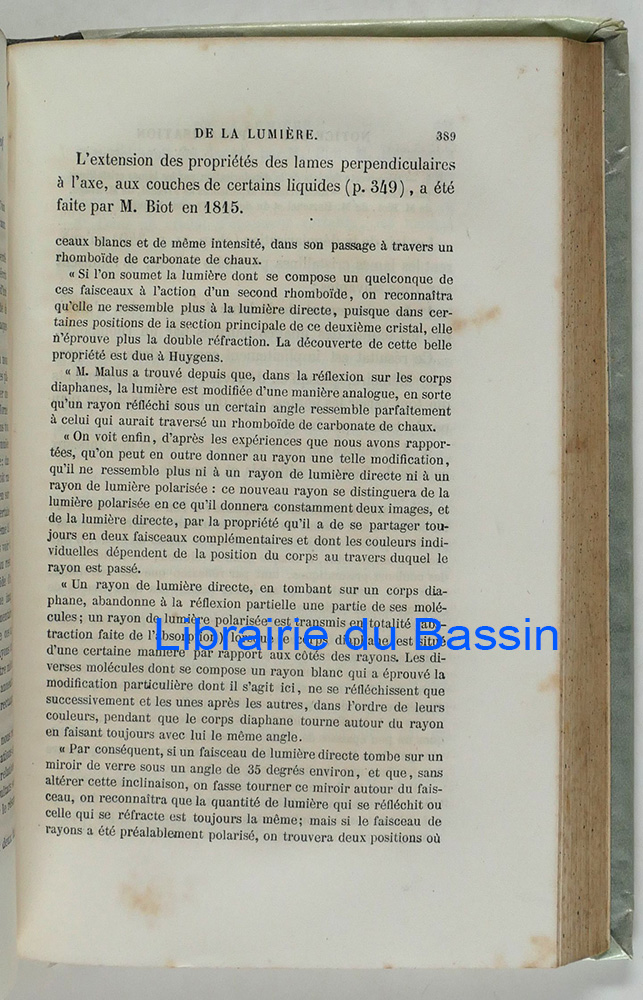 DE LA LUMIÈRE. 389
L'extension des propriétés des lames perpendiculaires
à l'axe, aux couches de certains liquides (p. 349), a été
faite par M. Biot en 1815.
ceaux blancs et de même intensité, dans son passage à travers un
rhomboïde de carbonate de chaux.
« Si l'on soumet la lumière dont se compose un quelconque de
ces faisceaux à l'action d'un second rhomboïde, on reconnaîtra
qu'elle ne ressemble plus à la lumière directe, puisque dans cer-
taines positions de la section principale de ce deuxième cristal, elle
n'éprouve plus la double réfraction. La découverte de cette belle
propriété est due à Huygens.
« M. Malus a trouvé depuis que, dans la réflexion sur les corps
diaphanes, la lumière est modifiée d'une manière analogue, en sorte
qu'un rayon réfléchi sous un certain angle ressemble parfaitement
à celui qui aurait traversé un rhomboïde de carbonate de chaux.
« On voit enfin, d'après les expériences que nous avons rappor-
tées, qu'on peut en outre donner au rayon une telle modification,
qu'il ne ressemble plus ni à un rayon de lumière directe ni à un
rayon de lumière polarisée : ce nouveau rayon se distinguera de la
lumière polarisée en ce qu'il donnera constamment deux images, et
de la lumière directe, par la propriété qu'il a de se partager tou-
jours en deux faisceaux complémentaires et dont les couleurs indi-
viduelles dépendent de la position du corps au travers duquel le
rayon est passé.
« Un rayon de lumière directe, en tombant sur un corps dia-
phane, abandonne à la réflexion partielle une partie de ses molé-
cules; un rayon de lumière polarisée est transmis en totalité (abs-
traction faite de l'absorption), lorsque le corps diaphane est situé
Librairie du Bassin
d'une certaine manière par rapport aux côtés des rayons. Les di-
verses molécules dont se compose un rayon blanc qui a éprouvé la
modification particulière dont il s'agit ici, ne se réfléchissent que
successivement et les unes après les autres, dans l'ordre de leurs
couleurs, pendant que le corps diaphane tourne autour du rayon
en faisant toujours avec lui le même angle.
« Par conséquent, si un faisceau de lumière directe tombe sur un
miroir de verre sous un angle de 35 degrés environ, et que, sans
altérer cette inclinaison, on fasse tourner ce miroir autour du fais-
ceau, on reconnaîtra que la quantité de lumière qui se réfléchit ou
celle qui se réfracte est toujours la même; mais si le faisceau de
rayons a été préalablement polarisé, on trouvera deux positions où